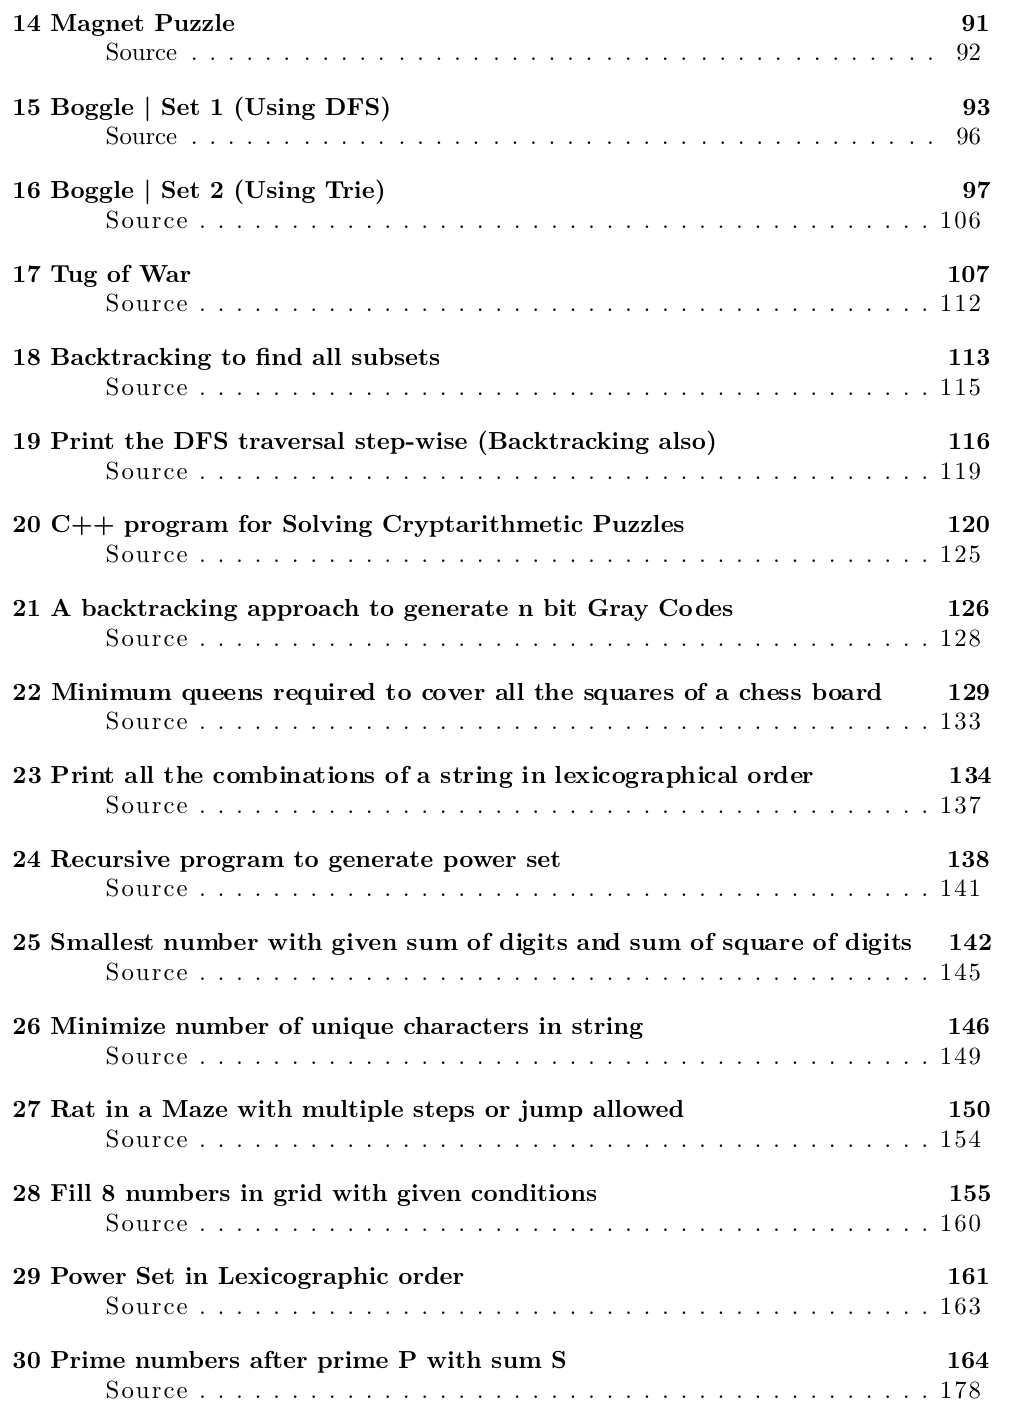 14 Magnet Puzzle 91
Source . . . . . . . . . . . . . . . . . . . . . . . . . . . . . . . . . . . . . . . . 92
15 Boggle | Set 1 (Using DFS) 93
Source . . . . . . . . . . . . . . . . . . . . . . . . . . . . . . . . . . . . . . . . 96
16 Boggle | Set 2 (Using Trie) 97
Source . . . . . . . . . . . . . . . . . . . . . . . . . . . . . . . . . . . . . . . . 106
17 Tug of War 107
Source . . . . . . . . . . . . . . . . . . . . . . . . . . . . . . . . . . . . . . . . 112
18 Backtracking to find all subsets 113
Source . . . . . . . . . . . . . . . . . . . . . . . . . . . . . . . . . . . . . . . . 115
19 Print the DFS traversal step-wise (Backtracking also) 116
Source . . . . . . . . . . . . . . . . . . . . . . . . . . . . . . . . . . . . . . . . 119
20 C++ program for Solving Cryptarithmetic Puzzles 120
Source . . . . . . . . . . . . . . . . . . . . . . . . . . . . . . . . . . . . . . . . 125
21 A backtracking approach to generate n bit Gray Codes 126
Source . . . . . . . . . . . . . . . . . . . . . . . . . . . . . . . . . . . . . . . . 128
22 Minimum queens required to cover all the squares of a chess board 129
Source . . . . . . . . . . . . . . . . . . . . . . . . . . . . . . . . . . . . . . . . 133
23 Print all the combinations of a string in lexicographical order 134
Source . . . . . . . . . . . . . . . . . . . . . . . . . . . . . . . . . . . . . . . . 137
24 Recursive program to generate power set 138
Source . . . . . . . . . . . . . . . . . . . . . . . . . . . . . . . . . . . . . . . . 141
25 Smallest number with given sum of digits and sum of square of digits 142
Source . . . . . . . . . . . . . . . . . . . . . . . . . . . . . . . . . . . . . . . . 145
26 Minimize number of unique characters in string 146
Source . . . . . . . . . . . . . . . . . . . . . . . . . . . . . . . . . . . . . . . . 149
27 Rat in a Maze with multiple steps or jump allowed 150
Source . . . . . . . . . . . . . . . . . . . . . . . . . . . . . . . . . . . . . . . . 154
28 Fill 8 numbers in grid with given conditions 155
Source . . . . . . . . . . . . . . . . . . . . . . . . . . . . . . . . . . . . . . . . 160
29 Power Set in Lexicographic order 161
Source . . . . . . . . . . . . . . . . . . . . . . . . . . . . . . . . . . . . . . . . 163
30 Prime numbers after prime P with sum S 164
Source . . . . . . . . . . . . . . . . . . . . . . . . . . . . . . . . . . . . . . . . 178